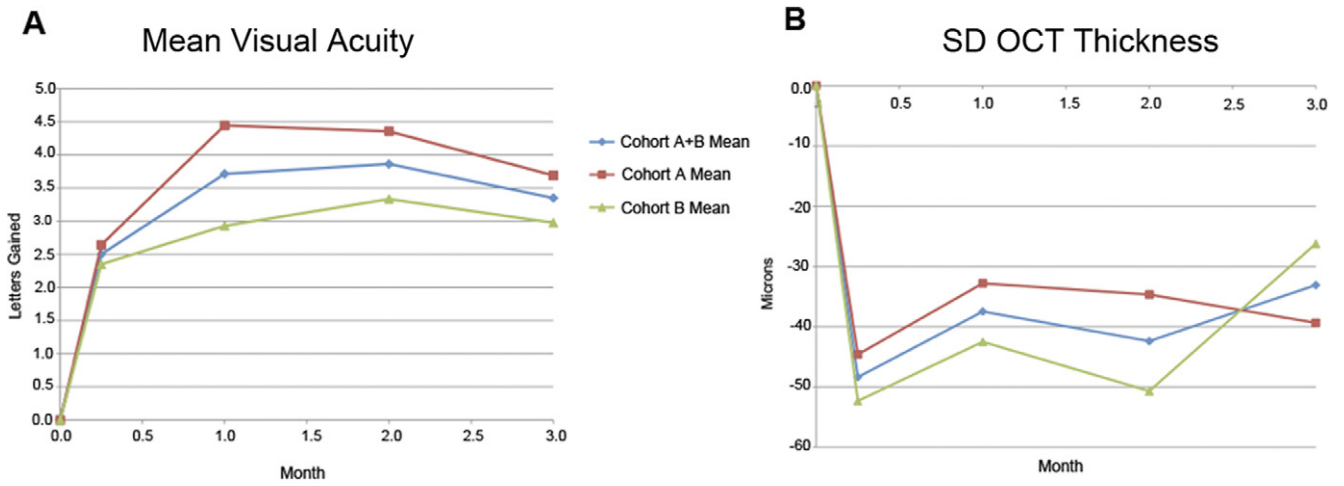 A
Mean Visual Acuity
5.0
4.5
4.0
3.5
3.0
2.5
2.0
1.5
1.0
0.5
0.0
Letters Gained
0.0 0.5 1.0 1.5 2.0 2.5 3.0
Month
Cohort A+B Mean
Cohort A Mean
Cohort B Mean
B
SD OCT Thickness
0.0
-10
-20
-30
-40
-50
-60
Microns
0.5 1.0 1.5 2.0 2.5 3.0
Month